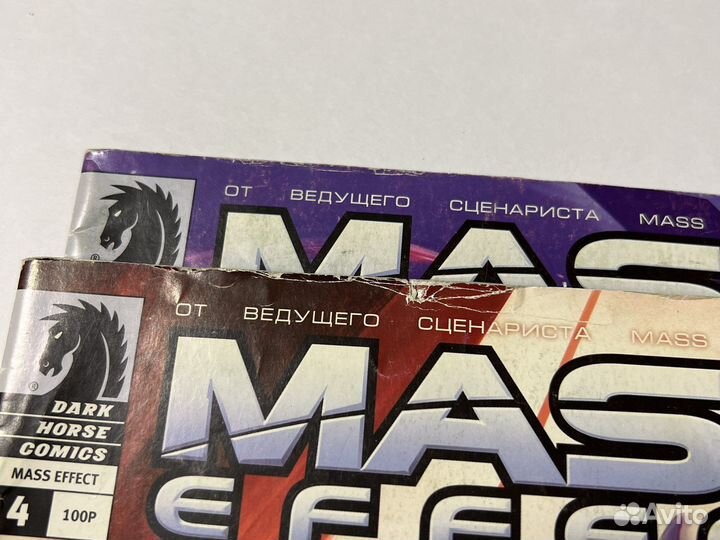 ОТ ВЕДУЩЕГО СЦЕНАРИСТА MASS
MAS
®
ОТ ВЕДУЩЕГО СЦЕНАРИСТА MASS
MAS
®
DARK
HORSE
COMICS
MASS EFFECT
4 100Р
Avito